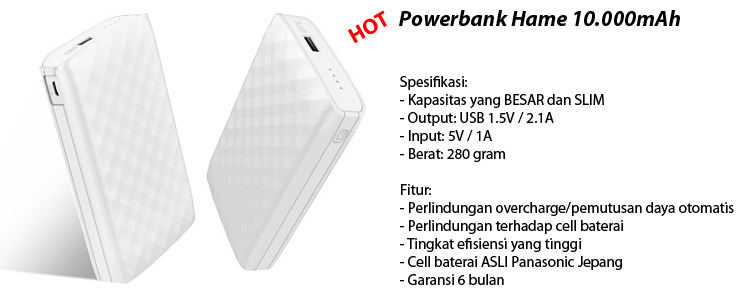 HOT
Powerbank Hame 10.000mAh
Spesifikasi:
- Kapasitas yang BESAR dan SLIM
- Output: USB 1.5V / 2.1A
- Input: 5V / 1A
- Berat: 280 gram
Fitur:
- Perlindungan overcharge/pemutusan daya otomatis
- Perlindungan terhadap cell baterai
- Tingkat efisiensi yang tinggi
- Cell baterai ASLI Panasonic Jepang
- Garansi 6 bulan